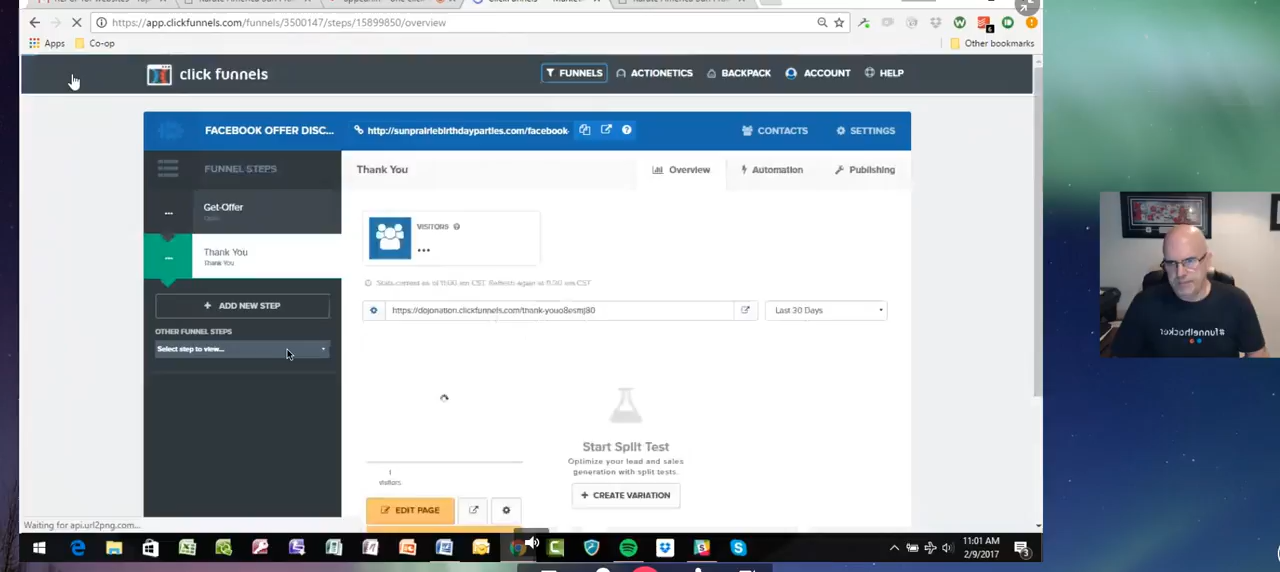 https://app.clickfunnels.com/funnels/3500147/steps/15899850/overview
Apps
Co-op
Other bookmarks
click funnels
FUNNELS
ACTIONETICS
BACKPACK
ACCOUNT
HELP
FACEBOOK OFFER DISC...
http://sunprairiebirthdayparties.com/facebook-
CONTACTS
SETTINGS
FUNNEL STEPS
Thank You
Overview
Automation
Publishing
Get-Offer
Thank You
Thank You
VISITORS
...
ADD NEW STEP
OTHER FUNNEL STEPS
Select step to view...
Last 30 Days
Start Split Test
Optimize your lead and sales
generation with split tests.
+ CREATE VARIATION
1
visitors
EDIT PAGE
Waiting for api.url2png.com...
#funnelhacker
11:01 AM
2/9/2017